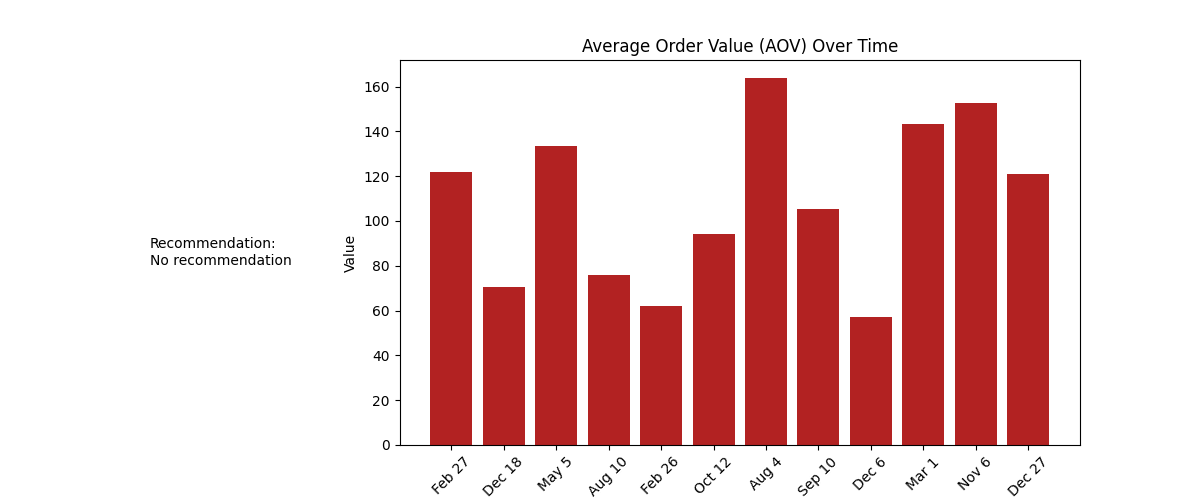 Average Order Value (AOV) Over Time
Recommendation:
No recommendation
Value
160
140
120
100
80
60
40
20
0
Feb 27
Dec 18
May 5
Aug 10
Feb 26
Oct 12
Aug 4
Sep 10
Dec 6
Mar 1
Nov 6
Dec 27